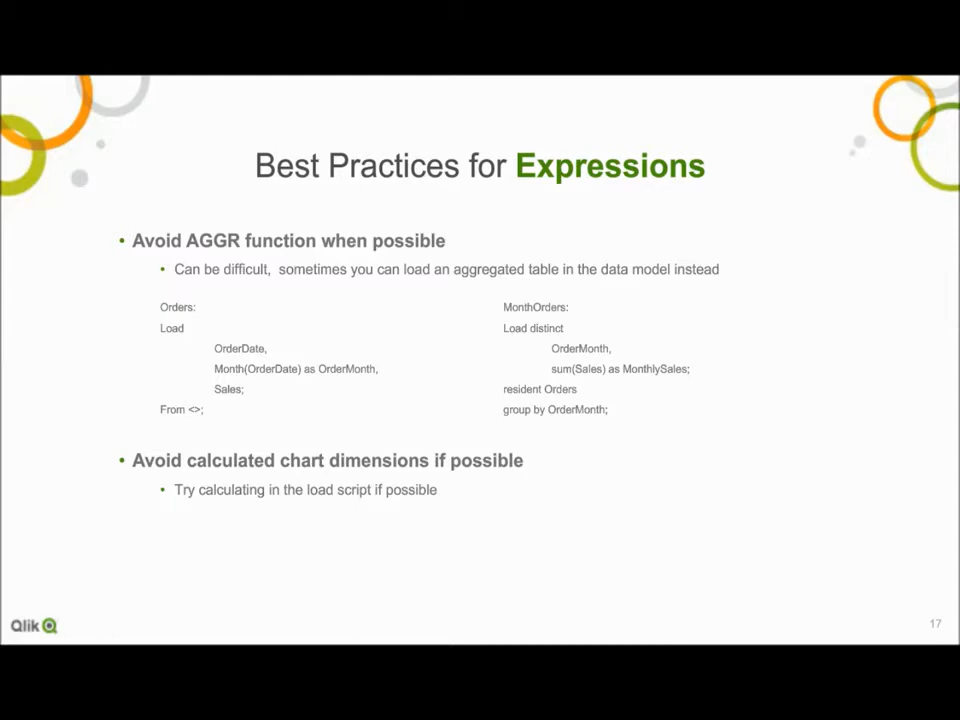 Best Practices for Expressions
• Avoid AGGR function when possible
• Can be difficult, sometimes you can load an aggregated table in the data model instead
Orders:
Load
OrderDate,
Month(OrderDate) as OrderMonth,
Sales;
From <>;
MonthOrders:
Load distinct
OrderMonth,
sum(Sales) as MonthlySales;
resident Orders
group by OrderMonth;
• Avoid calculated chart dimensions if possible
• Try calculating in the load script if possible
Qlik
17